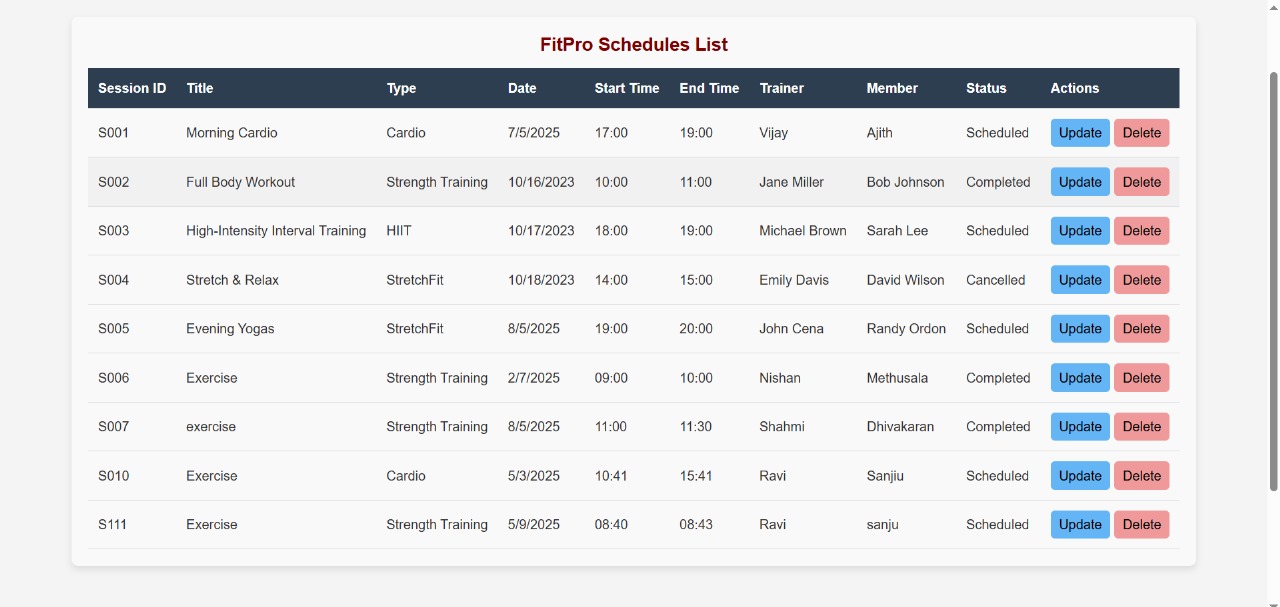 FitPro Schedules List
Session ID Title Type Date Start Time End Time Trainer Member Status Actions
S001 Morning Cardio Cardio 7/5/2025 17:00 19:00 Vijay Ajith Scheduled Update Delete
S002 Full Body Workout Strength Training 10/16/2023 10:00 11:00 Jane Miller Bob Johnson Completed Update Delete
S003 High-Intensity Interval Training HIIT 10/17/2023 18:00 19:00 Michael Brown Sarah Lee Scheduled Update Delete
S004 Stretch & Relax StretchFit 10/18/2023 14:00 15:00 Emily Davis David Wilson Cancelled Update Delete
S005 Evening Yogas StretchFit 8/5/2025 19:00 20:00 John Cena Randy Ordon Scheduled Update Delete
S006 Exercise Strength Training 2/7/2025 09:00 10:00 Nishan Methusala Completed Update Delete
S007 exercise Strength Training 8/5/2025 11:00 11:30 Shahmi Dhivakaran Completed Update Delete
S010 Exercise Cardio 5/3/2025 10:41 15:41 Ravi Sanjiu Scheduled Update Delete
S111 Exercise Strength Training 5/9/2025 08:40 08:43 Ravi sanju Scheduled Update Delete